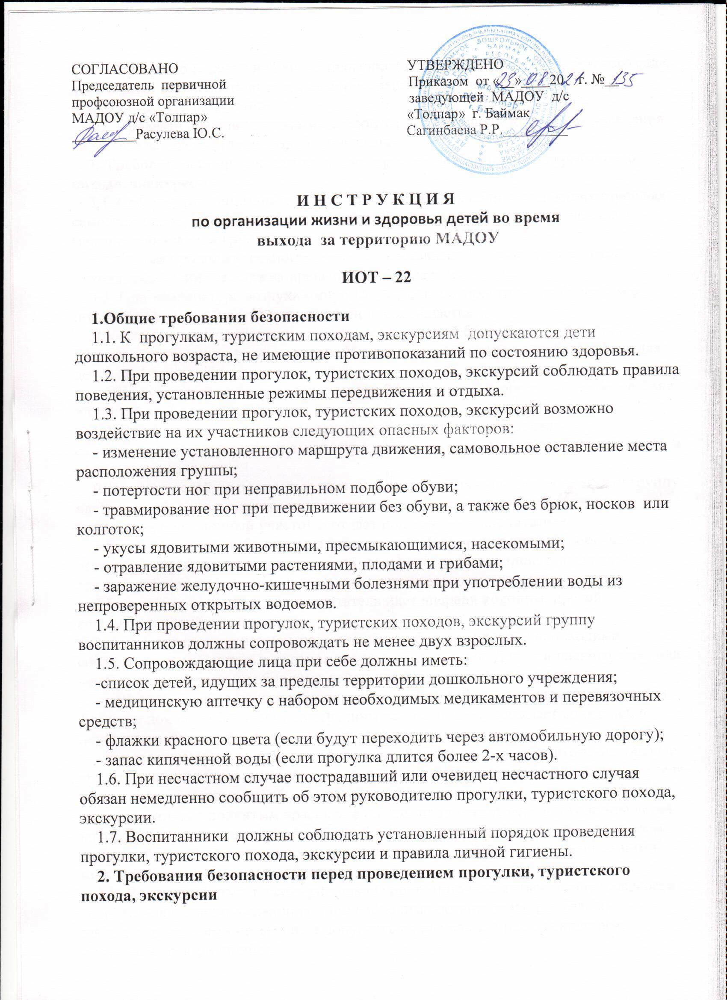 СОГЛАСОВАНО
Председатель первичной
профсоюзной организации
МАДОУ д/с «Толпар»
Расулева Ю.С.
УТВЕРЖДЕНО
Приказом от «23» 08 2021г. № 135
заведующей МАДОУ д/с
«Толпар» г. Баймак
Сагинбаева Р.Р.
И Н С Т Р У К Ц И Я
по организации жизни и здоровья детей во время
выхода за территорию МАДОУ
ИОТ – 22
1.Общие требования безопасности
1.1. К прогулкам, туристским походам, экскурсиям допускаются дети
дошкольного возраста, не имеющие противопоказаний по состоянию здоровья.
1.2. При проведении прогулок, туристских походов, экскурсий соблюдать правила
поведения, установленные режимы передвижения и отдыха.
1.3. При проведении прогулок, туристских походов, экскурсий возможно
воздействие на их участников следующих опасных факторов:
- изменение установленного маршрута движения, самовольное оставление места
расположения группы;
- потертости ног при неправильном подборе обуви;
- травмирование ног при передвижении без обуви, а также без брюк, носков или
колготок;
- укусы ядовитыми животными, пресмыкающимися, насекомыми;
- отравление ядовитыми растениями, плодами и грибами;
- заражение желудочно-кишечными болезнями при употреблении воды из
непроверенных открытых водоемов.
1.4. При проведении прогулок, туристских походов, экскурсий группу
воспитанников должны сопровождать не менее двух взрослых.
1.5. Сопровождающие лица при себе должны иметь:
-список детей, идущих за пределы территории дошкольного учреждения;
- медицинскую аптечку с набором необходимых медикаментов и перевязочных
средств;
- флажки красного цвета (если будут переходить через автомобильную дорогу);
- запас кипяченной воды (если прогулка длится более 2-х часов).
1.6. При несчастном случае пострадавший или очевидец несчастного случая
обязан немедленно сообщить об этом руководителю прогулки, туристского похода,
экскурсии.
1.7. Воспитанники должны соблюдать установленный порядок проведения
прогулки, туристского похода, экскурсии и правила личной гигиены.
2. Требования безопасности перед проведением прогулки, туристского
похода, экскурсии